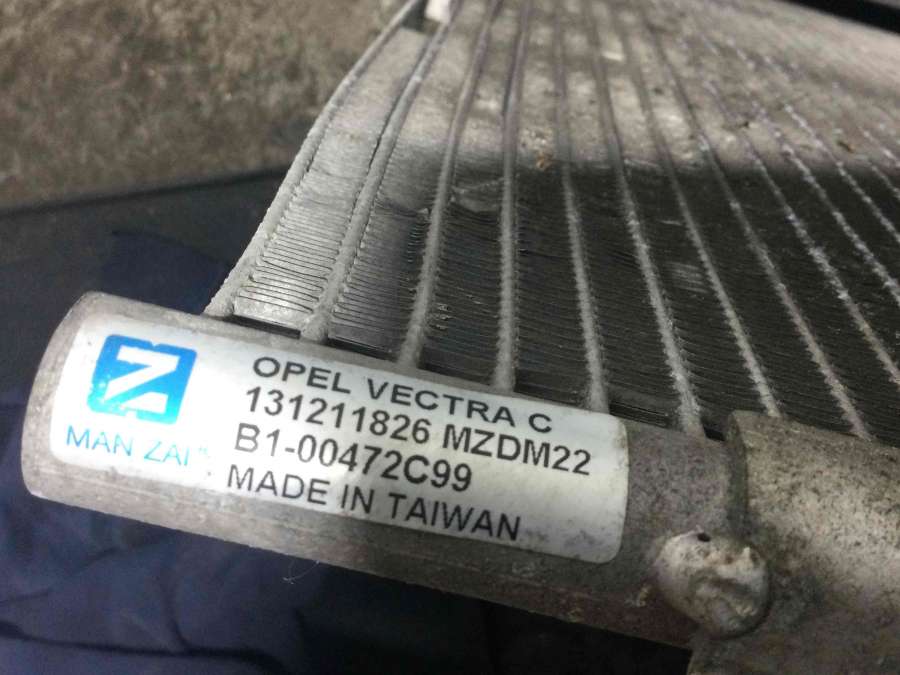 Z
MAN ZAI
OPEL VECTRA C
131211826 MZDM22
B1-00472C99
MADE IN TAIWAN